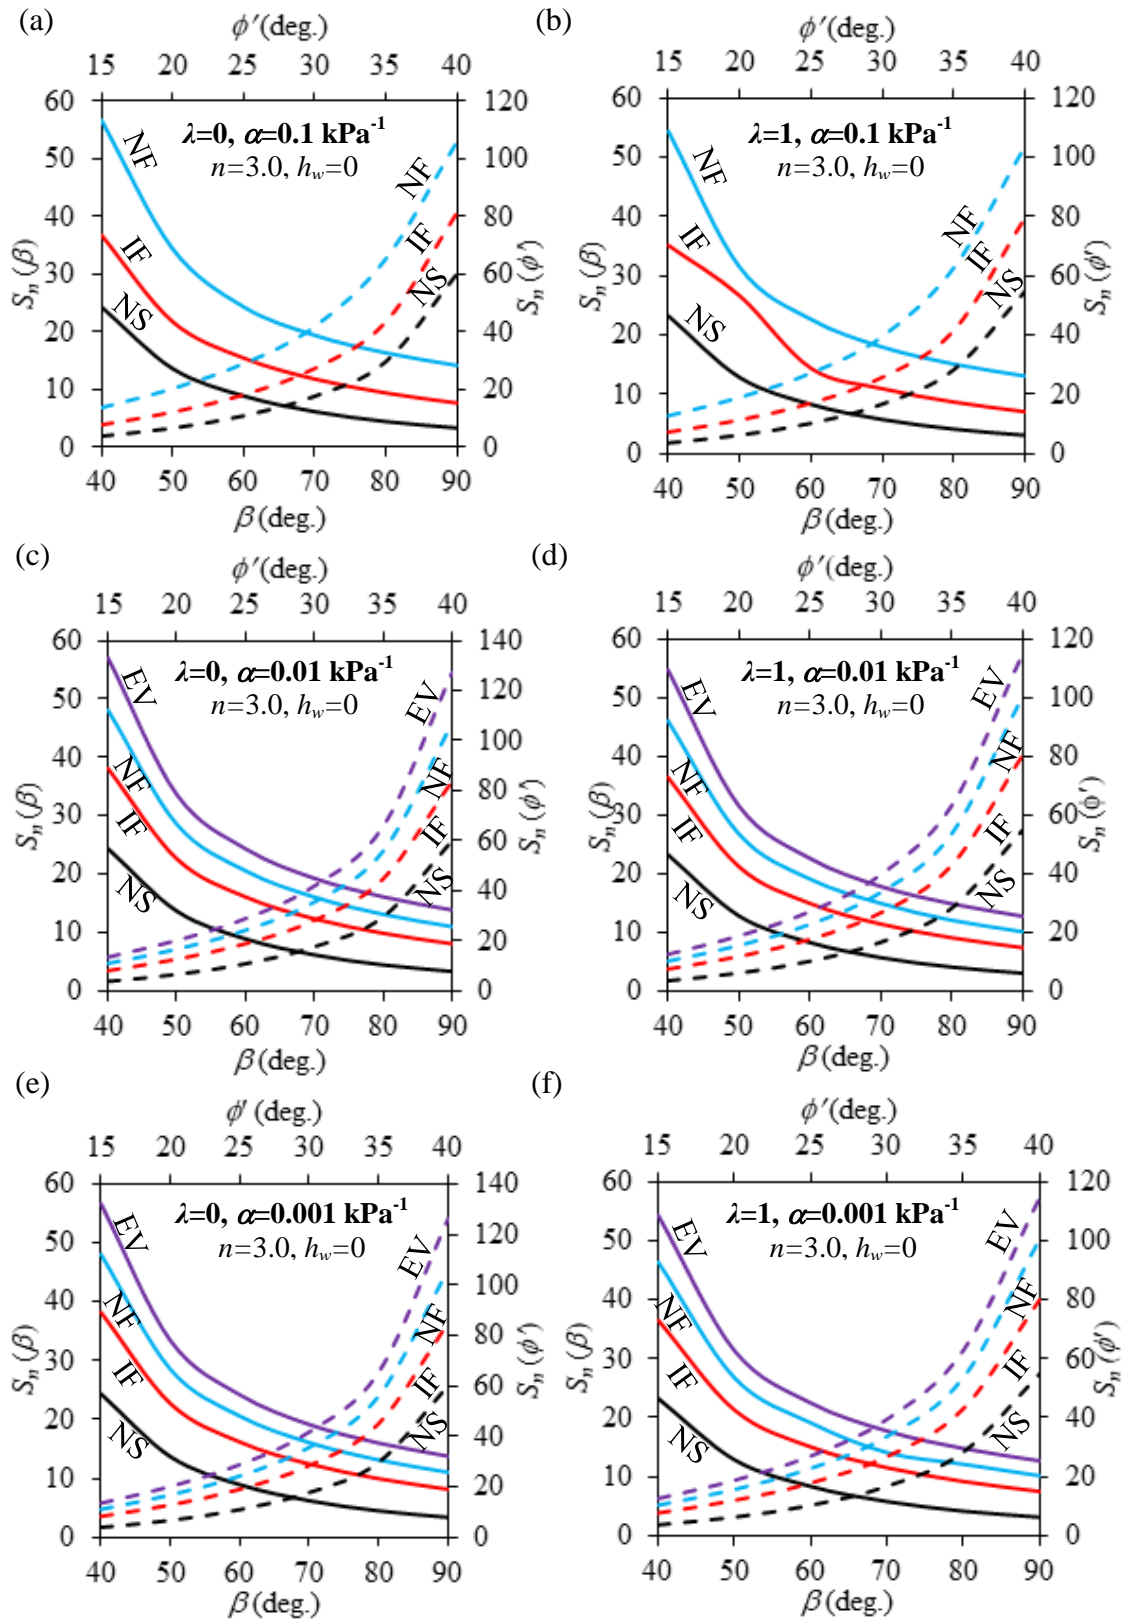 (a)
ϕ′(deg.)
15 20 25 30 35 40
60 50 40 30 20 10 0
Sn (β)
120 100 80 60 40 20 0
Sn (ϕ′)
λ=0, α=0.1 kPa-1
n=3.0, hw=0
NF
IF
NS
NF
IF
NS
40 50 60 70 80 90
β (deg.)
(b)
ϕ′(deg.)
15 20 25 30 35 40
60 50 40 30 20 10 0
Sn (β)
120 100 80 60 40 20 0
Sn (ϕ′)
λ=1, α=0.1 kPa-1
n=3.0, hw=0
NF
IF
NS
NF
IF
NS
40 50 60 70 80 90
β (deg.)
(c)
ϕ′(deg.)
15 20 25 30 35 40
60 50 40 30 20 10 0
Sn (β)
140 120 100 80 60 40 20 0
Sn (ϕ′)
λ=0, α=0.01 kPa-1
n=3.0, hw=0
EV
NF
IF
NS
EV
NF
IF
NS
40 50 60 70 80 90
β (deg.)
(d)
ϕ′(deg.)
15 20 25 30 35 40
60 50 40 30 20 10 0
Sn (β)
120 100 80 60 40 20 0
Sn (ϕ′)
λ=1, α=0.01 kPa-1
n=3.0, hw=0
EV
NF
IF
NS
EV
NF
IF
NS
40 50 60 70 80 90
β (deg.)
(e)
ϕ′ (deg.)
15 20 25 30 35 40
60 50 40 30 20 10 0
Sn (β)
140 120 100 80 60 40 20 0
Sn (ϕ′)
λ=0, α=0.001 kPa-1
n=3.0, hw=0
EV
NF
IF
NS
EV
NF
IF
NS
40 50 60 70 80 90
β (deg.)
(f)
ϕ′(deg.)
15 20 25 30 35 40
60 50 40 30 20 10 0
Sn (β)
120 100 80 60 40 20 0
Sn (ϕ′)
λ=1, α=0.001 kPa-1
n=3.0, hw=0
EV
NF
IF
NS
EV
NF
IF
NS
40 50 60 70 80 90
β (deg.)